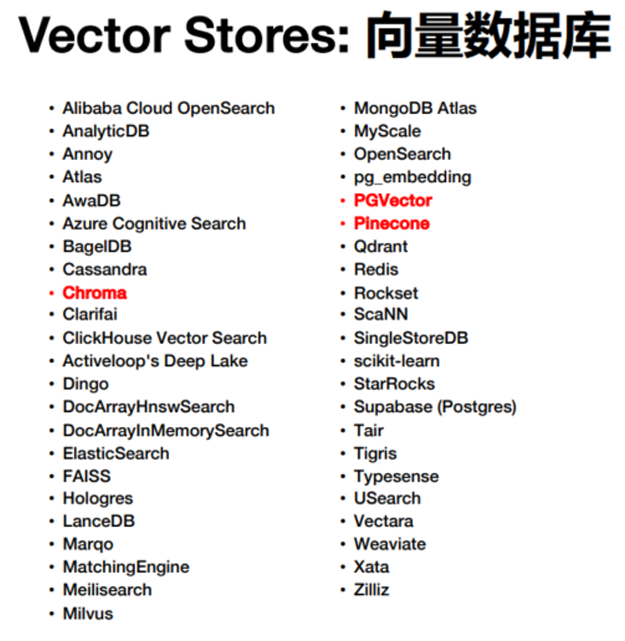 Vector Stores: 向量数据库
• Alibaba Cloud OpenSearch
• AnalyticDB
• Annoy
• Atlas
• AwaDB
• Azure Cognitive Search
• BagelDB
• Cassandra
• Chroma
• Clarifai
• ClickHouse Vector Search
• Activeloop's Deep Lake
• Dingo
• DocArrayHnswSearch
• DocArrayInMemorySearch
• ElasticSearch
• FAISS
• Hologres
• LanceDB
• Marqo
• MatchingEngine
• Meilisearch
• Milvus
• MongoDB Atlas
• MyScale
• OpenSearch
• pg_embedding
• PGVector
• Pinecone
• Qdrant
• Redis
• Rockset
• ScaNN
• SingleStoreDB
• scikit-learn
• StarRocks
• Supabase (Postgres)
• Tair
• Tigris
• Typesense
• USearch
• Vectara
• Weaviate
• Xata
• Zilliz